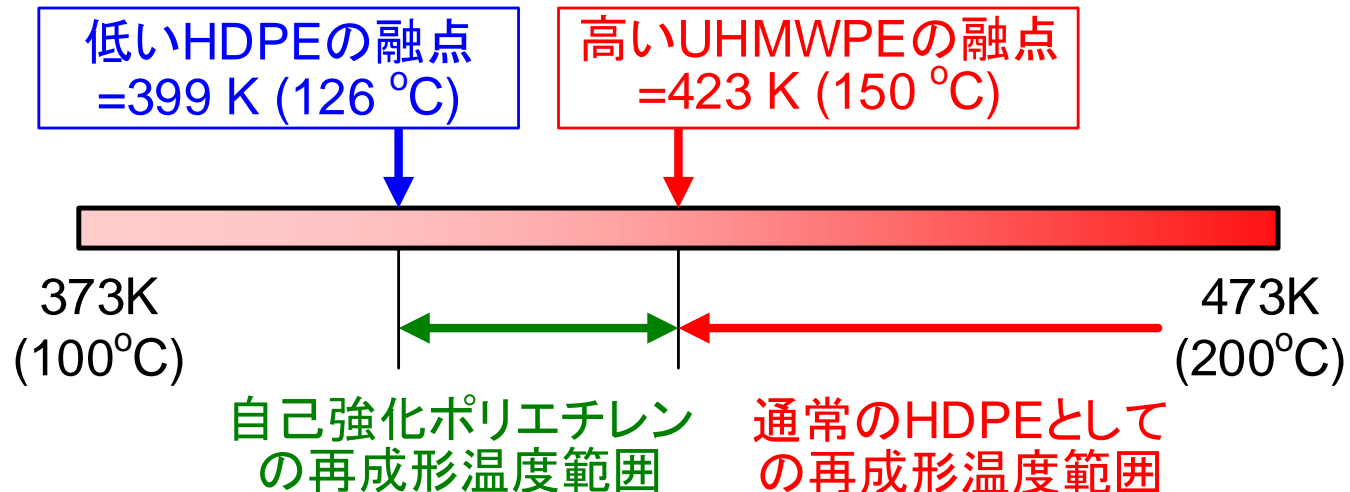 低いHDPEの融点
=399 K (126 °C)
高いUHMWPEの融点
=423 K (150 °C)
373K
(100°C)
473K
(200°C)
自己強化ポリエチレン
の再成形温度範囲
通常のHDPEとして
の再成形温度範囲